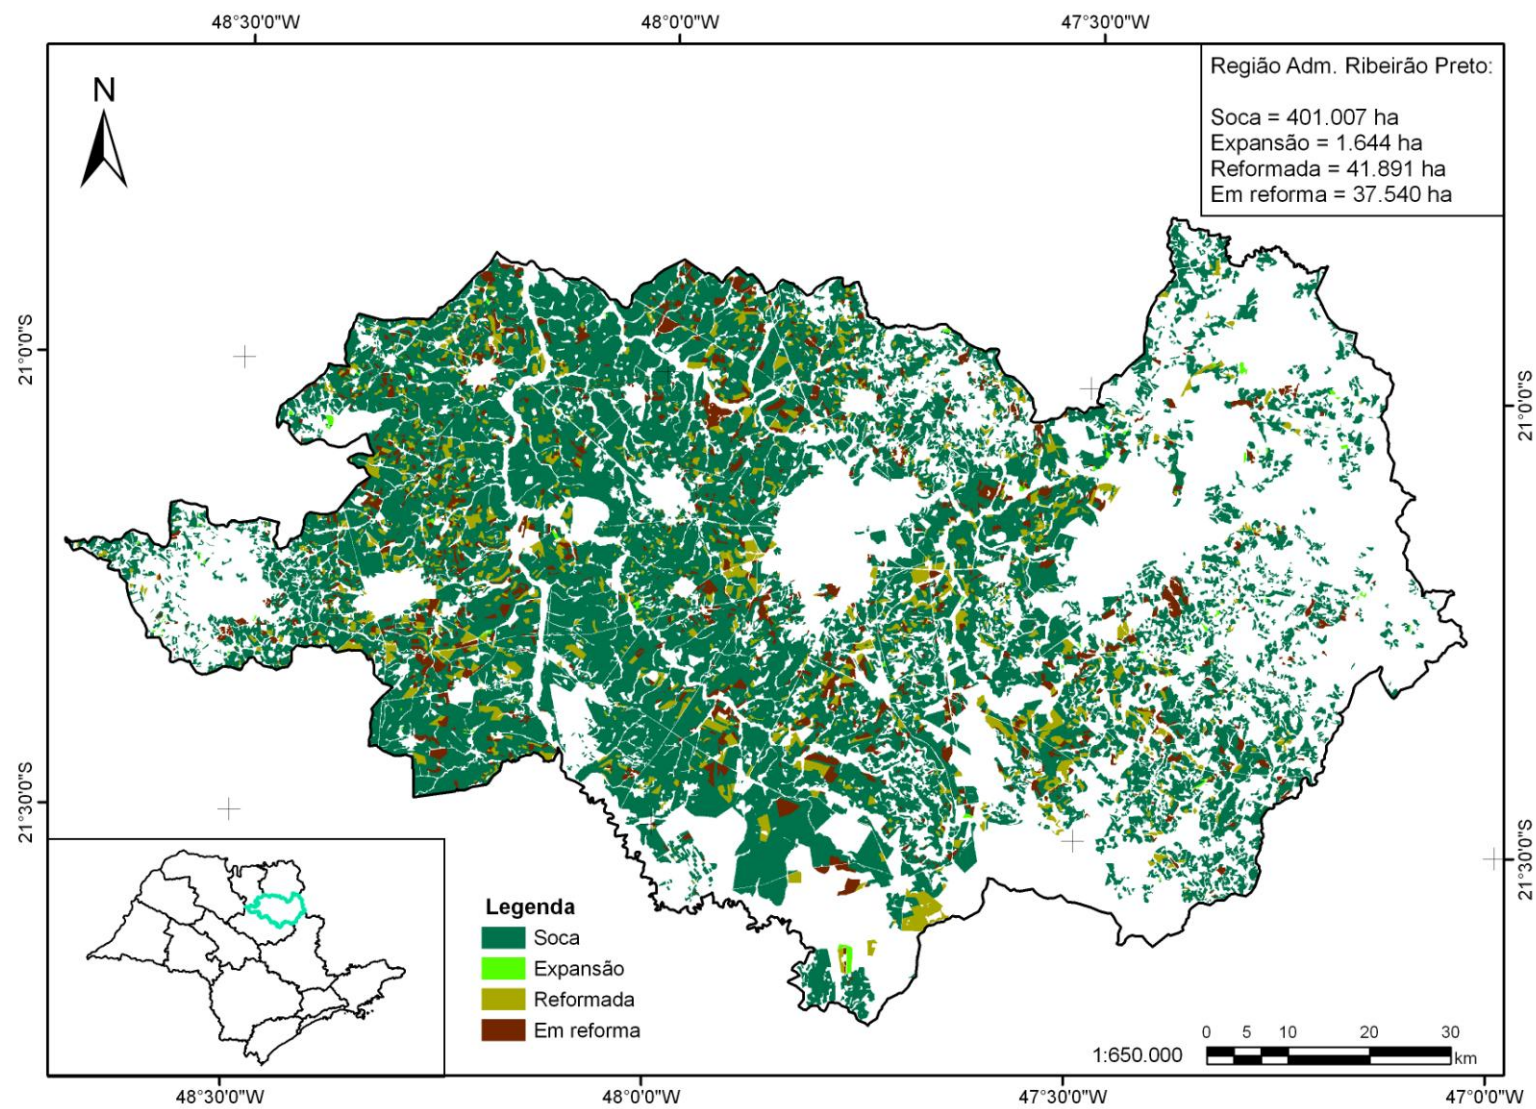 48°30'0"W
48°0'0"W
47°30'0"W
Região Adm. Ribeirão Preto:
Soca = 401.007 ha
Expansão = 1.644 ha
Reformada = 41.891 ha
Em reforma = 37.540 ha
N
21°0'0"S
21°0'0"S
21°30'0"S
21°30'0"S
Legenda
Soca
Expansão
Reformada
Em reforma
0 5 10 20 30
1:650.000
km
48°30'0"W
48°0'0"W
47°30'0"W
47°0'0"W